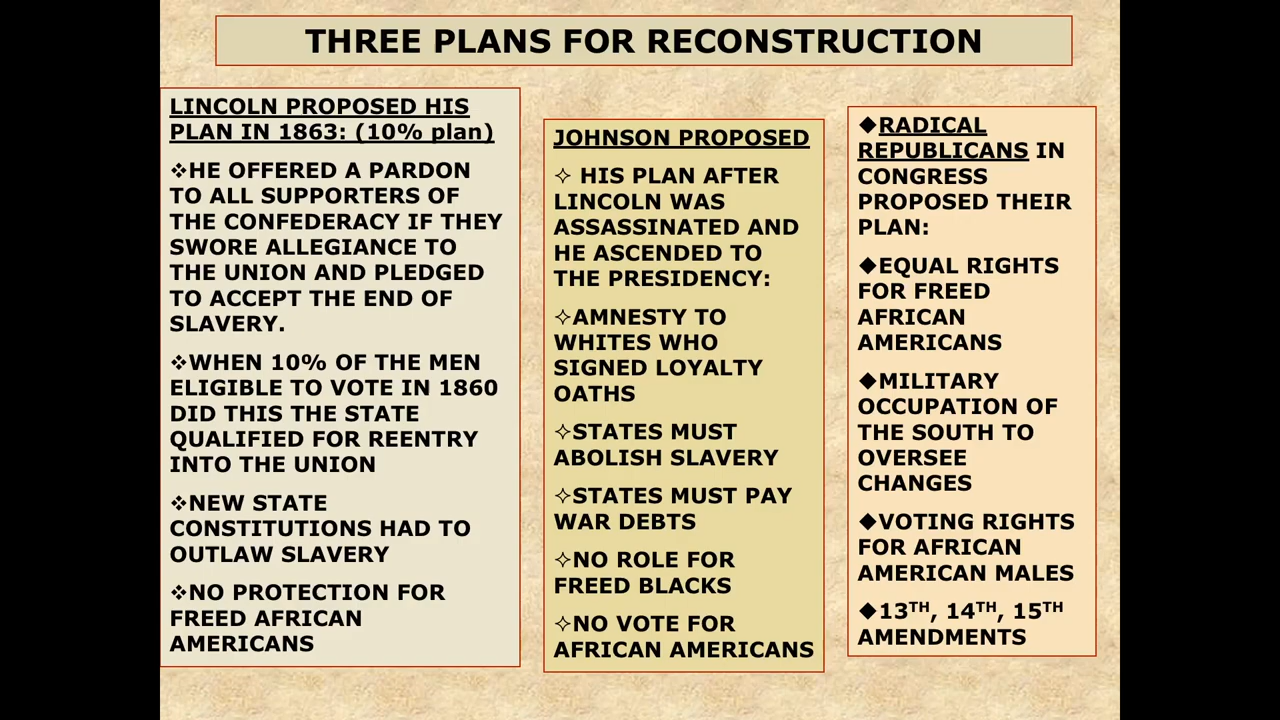 THREE PLANS FOR RECONSTRUCTION
LINCOLN PROPOSED HIS
PLAN IN 1863: (10% plan)
❖HE OFFERED A PARDON
TO ALL SUPPORTERS OF
THE CONFEDERACY IF THEY
SWORE ALLEGIANCE TO
THE UNION AND PLEDGED
TO ACCEPT THE END OF
SLAVERY.
❖WHEN 10% OF THE MEN
ELIGIBLE TO VOTE IN 1860
DID THIS THE STATE
QUALIFIED FOR REENTRY
INTO THE UNION
❖NEW STATE
CONSTITUTIONS HAD TO
OUTLAW SLAVERY
❖NO PROTECTION FOR
FREED AFRICAN
AMERICANS
JOHNSON PROPOSED
✧ HIS PLAN AFTER
LINCOLN WAS
ASSASSINATED AND
HE ASCENDED TO
THE PRESIDENCY:
✧AMNESTY TO
WHITES WHO
SIGNED LOYALTY
OATHS
✧STATES MUST
ABOLISH SLAVERY
✧STATES MUST PAY
WAR DEBTS
✧NO ROLE FOR
FREED BLACKS
✧NO VOTE FOR
AFRICAN AMERICANS
◆RADICAL
REPUBLICANS IN
CONGRESS
PROPOSED THEIR
PLAN:
◆EQUAL RIGHTS
FOR FREED
AFRICAN
AMERICANS
◆MILITARY
OCCUPATION OF
THE SOUTH TO
OVERSEE
CHANGES
◆VOTING RIGHTS
FOR AFRICAN
AMERICAN MALES
◆13TH, 14TH, 15TH
AMENDMENTS